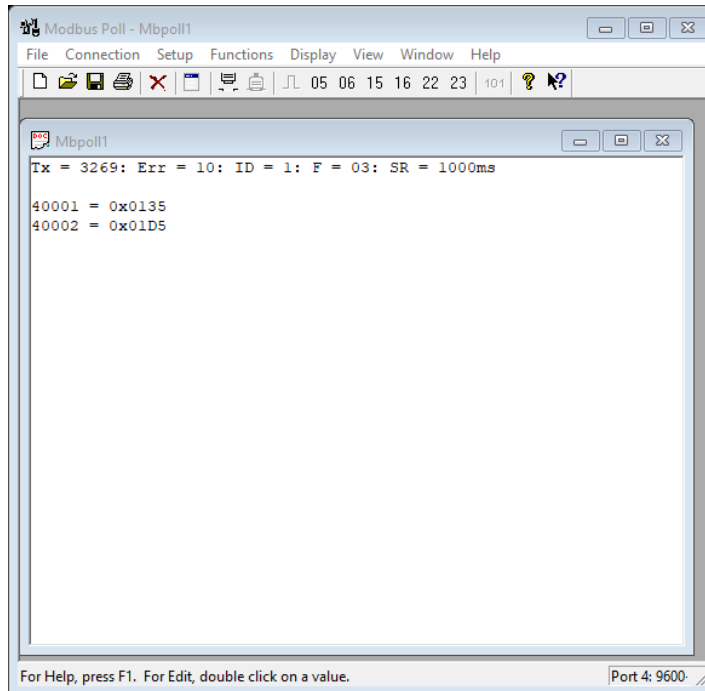 Modbus Poll - Mbpoll1
File Connection Setup Functions Display View Window Help
05 06 15 16 22 23 101
Mbpoll1
Tx = 3269: Err = 10: ID = 1: F = 03: SR = 1000ms
40001 = 0x0135
40002 = 0x01D5
For Help, press F1. For Edit, double click on a value. Port 4: 9600-